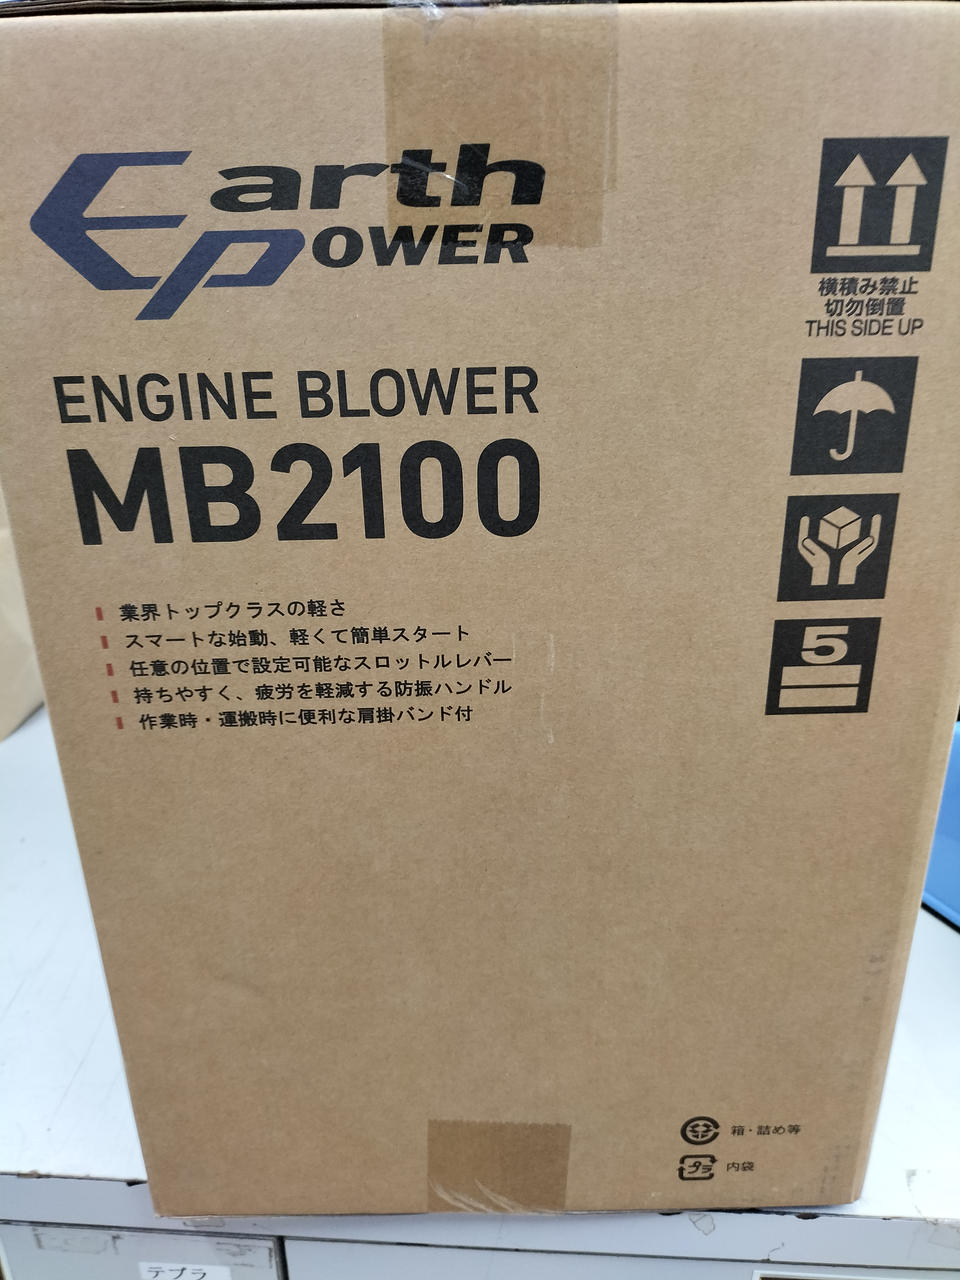 Earth
POWER
ENGINE BLOWER
MB2100
業界トップクラスの軽さ
スマートな始動、軽くて簡単スタート
任意の位置で設定可能なスロットルレバー
持ちやすく、疲労を軽減する防振ハンドル
作業時・運搬時に便利な肩掛バンド付
横積み禁止
切勿倒置
THIS SIDE UP
5
箱・詰め等
プラ 内袋
テプラ